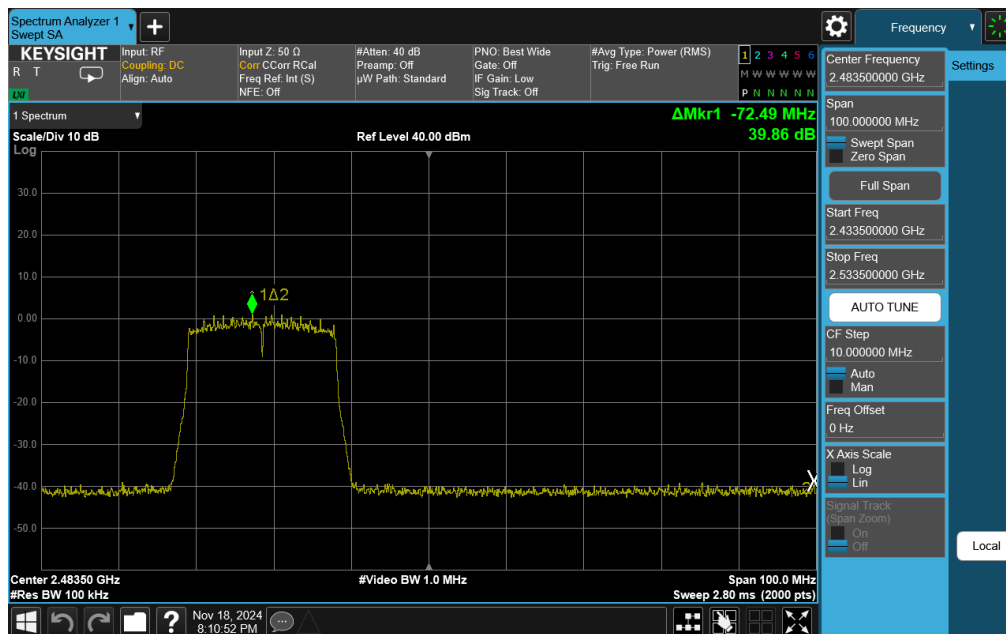 Spectrum Analyzer 1
Swept SA
+
Frequency
KEYSIGHT
R T
LXI
Input: RF
Coupling: DC
Align: Auto
Input Z: 50 Ω
Corr CCorr RCal
Freq Ref: Int (S)
NFE: Off
#Atten: 40 dB
Preamp: Off
µW Path: Standard
PNO: Best Wide
Gate: Off
IF Gain: Low
Sig Track: Off
#Avg Type: Power (RMS)
Trig: Free Run
1 2 3 4 5 6
M W W W W W
P N N N N N
1 Spectrum
Scale/Div 10 dB
Log
Ref Level 40.00 dBm
ΔMkr1 -72.49 MHz
39.86 dB
30.0
20.0
10.0
0.00
-10.0
-20.0
-30.0
-40.0
-50.0
1Δ2
X
Center 2.48350 GHz
#Res BW 100 kHz
#Video BW 1.0 MHz
Span 100.0 MHz
Sweep 2.80 ms (2000 pts)
Center Frequency
2.483500000 GHz
Span
100.000000 MHz
Swept Span
Zero Span
Full Span
Start Freq
2.433500000 GHz
Stop Freq
2.533500000 GHz
AUTO TUNE
CF Step
10.000000 MHz
Auto
Man
Freq Offset
0 Hz
X Axis Scale
Log
Lin
Signal Track
(Span Zoom)
On
Off
Settings
Local
?
Nov 18, 2024
8:10:52 PM